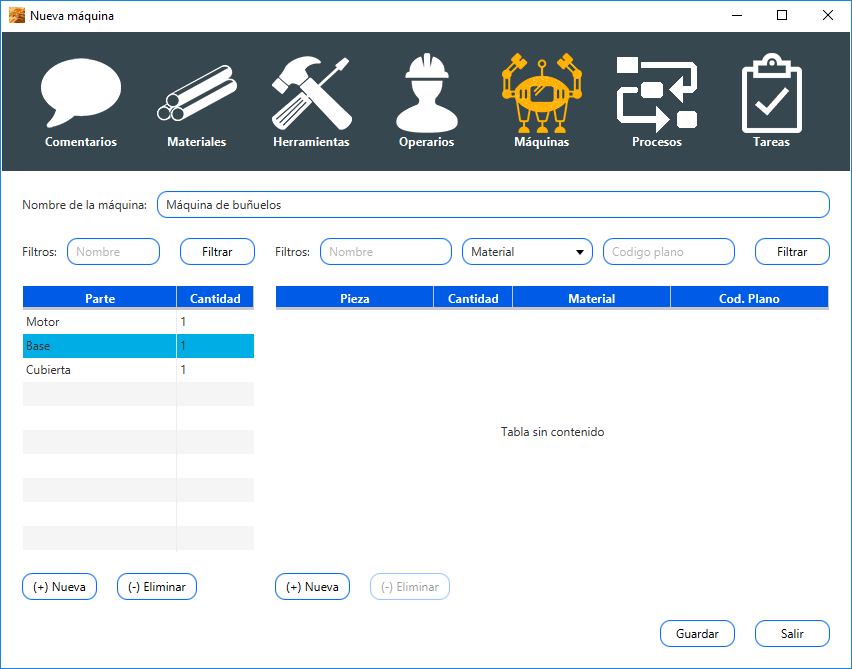 Nueva máquina
Comentarios Materiales Herramientas Operarios Máquinas Procesos Tareas
Nombre de la máquina: Máquina de buñuelos
Filtros: Nombre Filtrar Filtros: Nombre Material Codigo plano Filtrar
Parte Cantidad Pieza Cantidad Material Cod. Plano
Motor 1
Base 1
Cubierta 1
Tabla sin contenido
(+) Nueva (-) Eliminar (+) Nueva (-) Eliminar
Guardar Salir